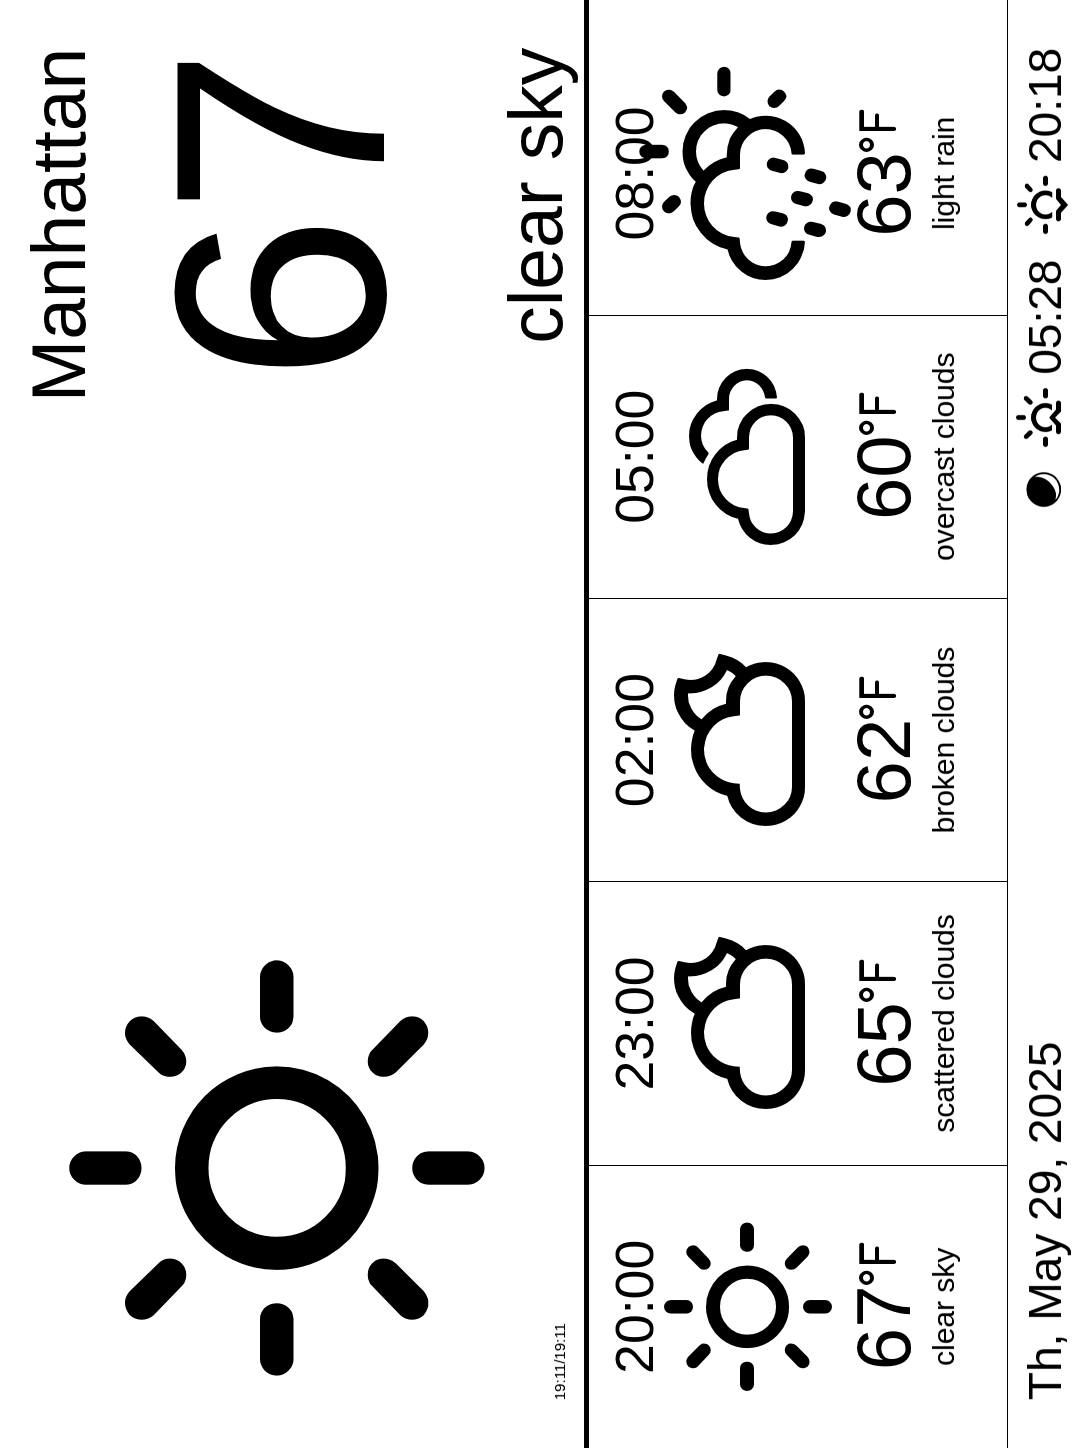 Manhattan
67
clear sky
19:11/19:11
20:00
67°F
clear sky
23:00
65°F
scattered clouds
02:00
62°F
broken clouds
05:00
60°F
overcast clouds
08:00
63°F
light rain
Th, May 29, 2025
05:28
20:18